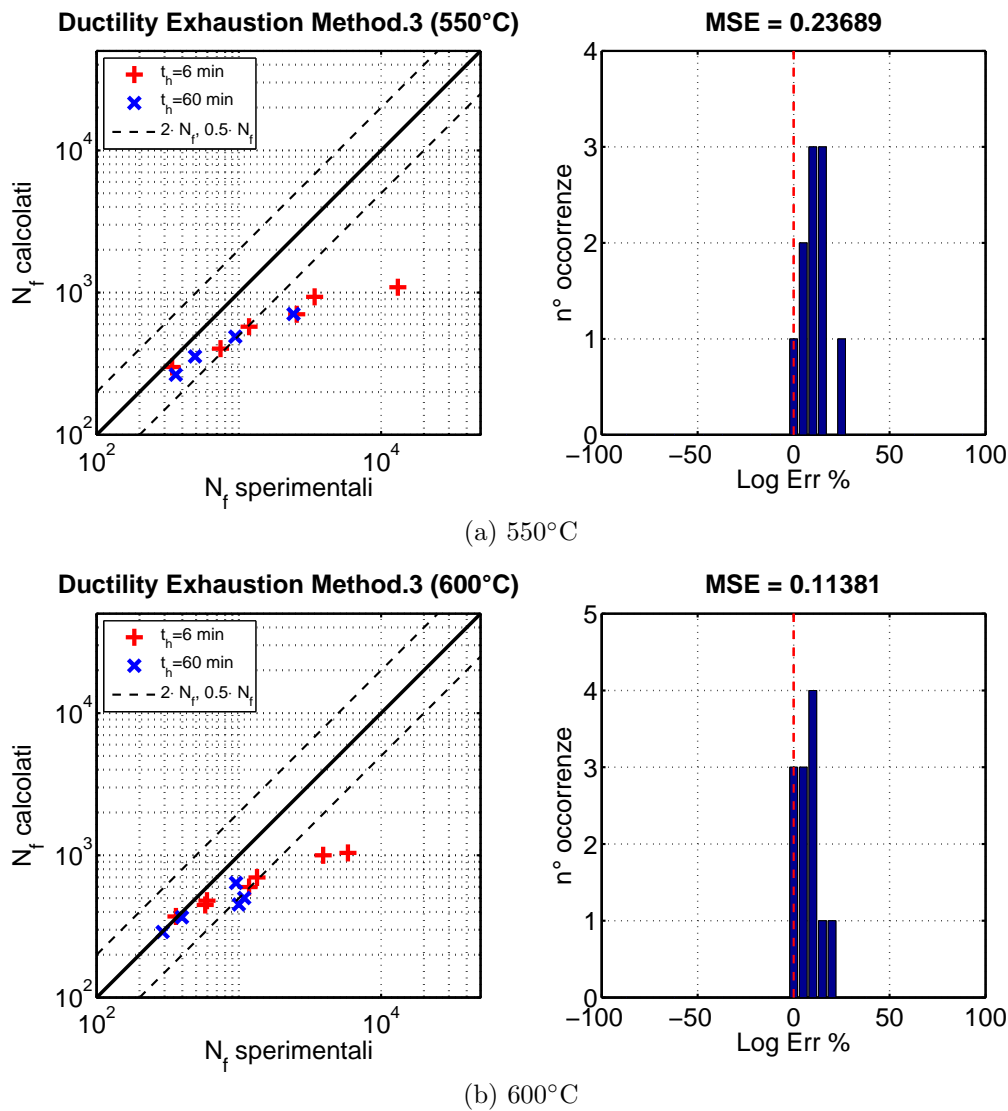 Ductility Exhaustion Method.3 (550°C)
MSE = 0.23689
t_h=6 min
t_h=60 min
2· N_f, 0.5· N_f
N_f calcolati
10^4
10^3
10^2
10^2
10^4
N_f sperimentali
n° occorrenze
4
3
2
1
0
−100
−50
0
50
100
Log Err %
(a) 550°C
Ductility Exhaustion Method.3 (600°C)
MSE = 0.11381
t_h=6 min
t_h=60 min
2· N_f, 0.5· N_f
N_f calcolati
10^4
10^3
10^2
10^2
10^4
N_f sperimentali
n° occorrenze
5
4
3
2
1
0
−100
−50
0
50
100
Log Err %
(b) 600°C